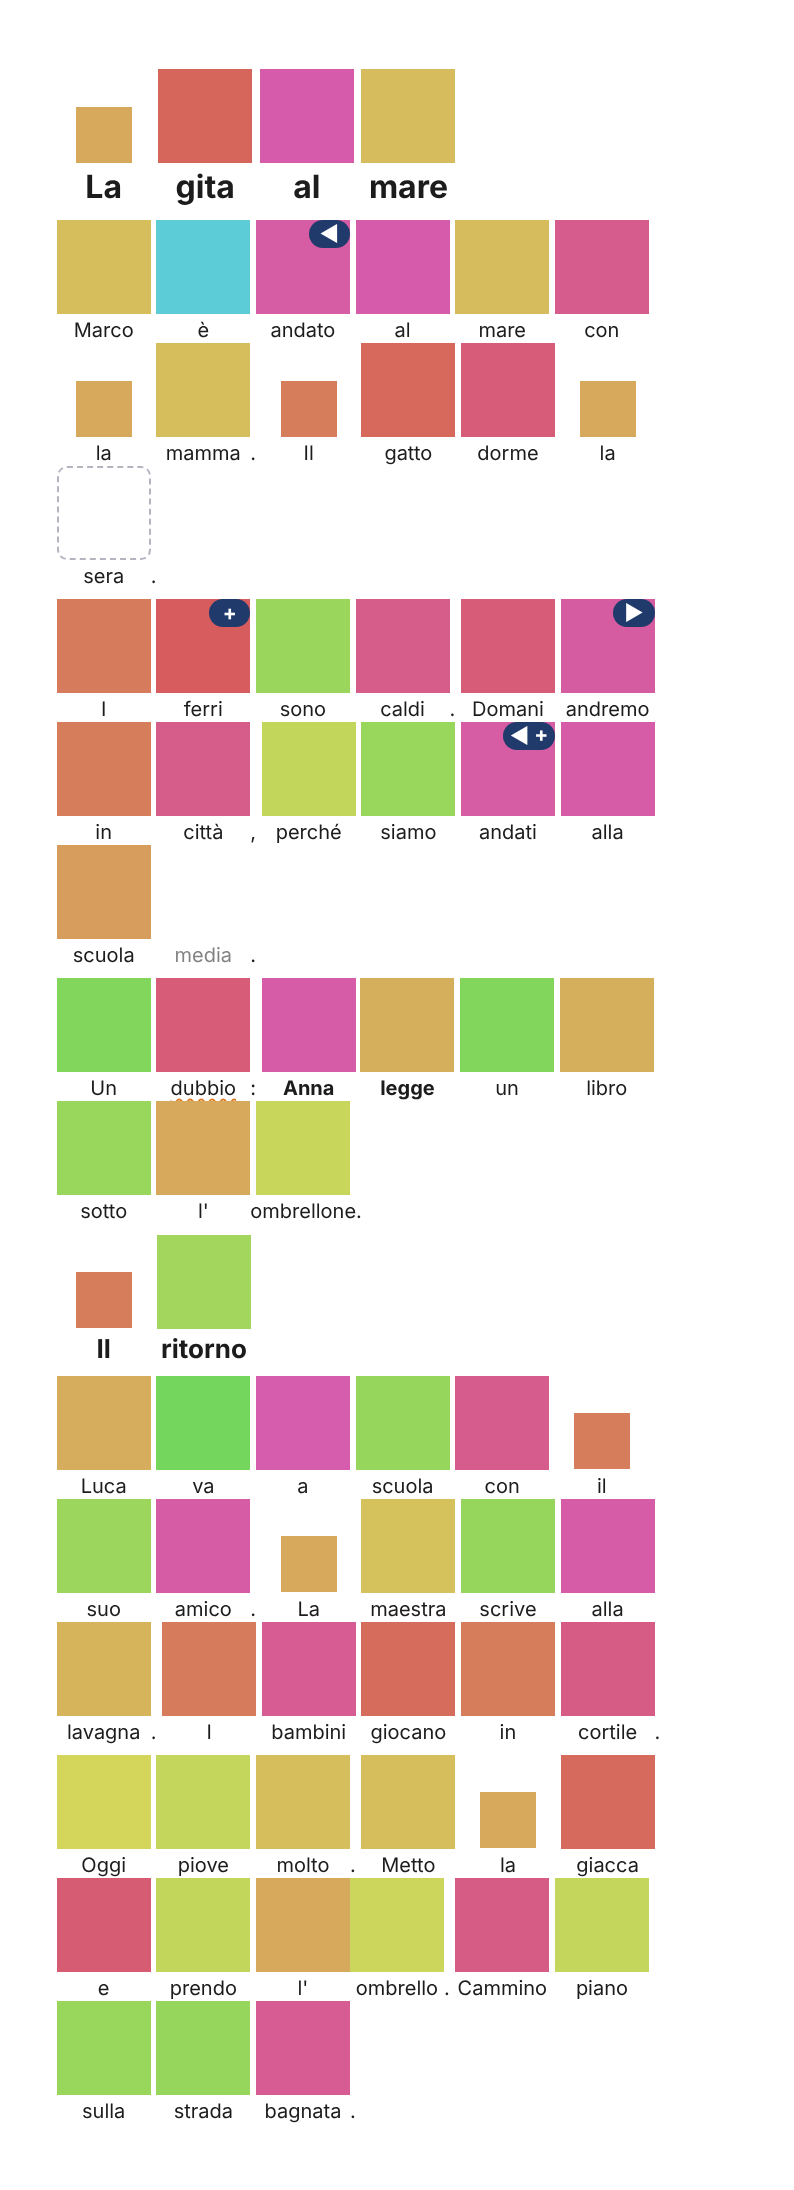 La gita al mare
Marco è andato al mare con
la mamma. Il gatto dorme la
sera.
+
I ferri sono caldi. Domani andremo
+
in città, perché siamo andati alla
scuola media.
Un dubbio: Anna legge un libro
sotto l' ombrellone.
Il ritorno
Luca va a scuola con il
suo amico. La maestra scrive alla
lavagna. I bambini giocano in cortile.
Oggi piove molto. Metto la giacca
e prendo l' ombrello. Cammino piano
sulla strada bagnata.